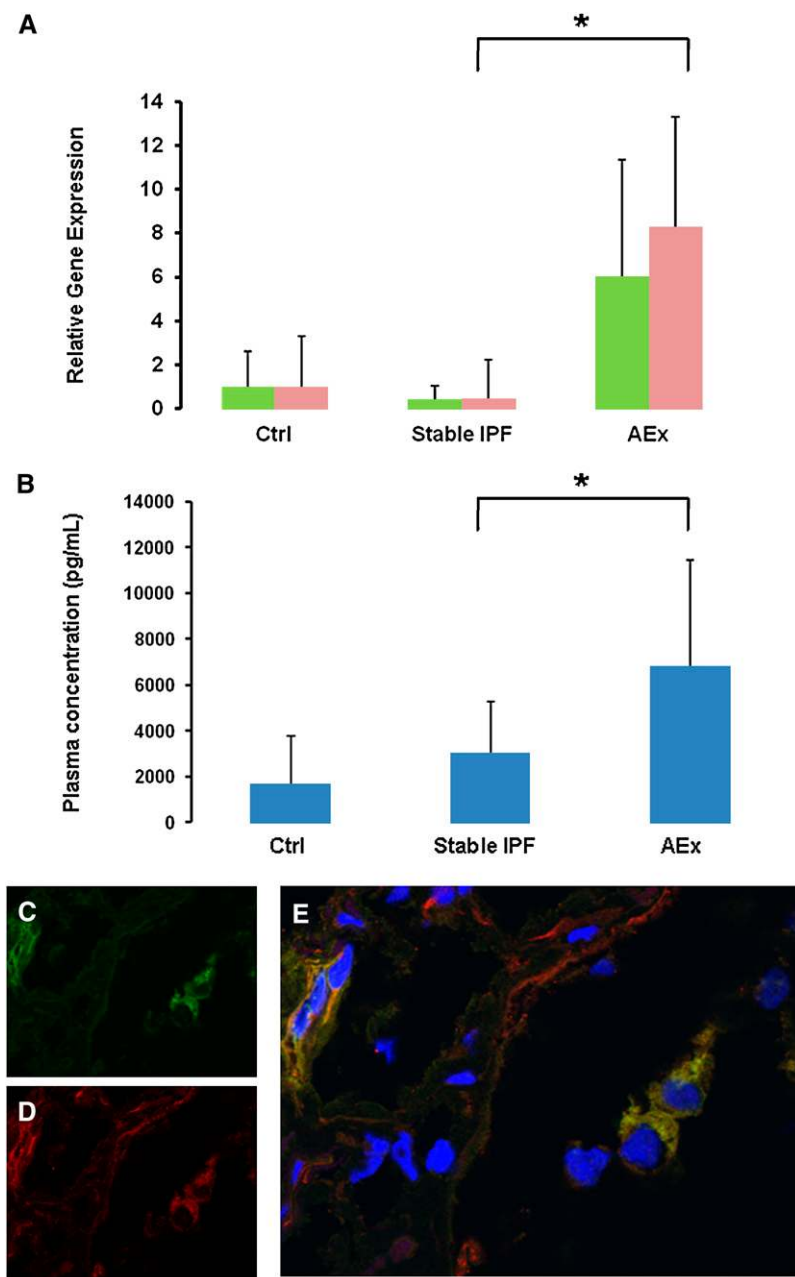 A
*
Relative Gene Expression
14
12
10
8
6
4
2
0
Ctrl Stable IPF AEx
B
*
Plasma concentration (pg/mL)
14000
12000
10000
8000
6000
4000
2000
0
Ctrl Stable IPF AEx
C
D
E